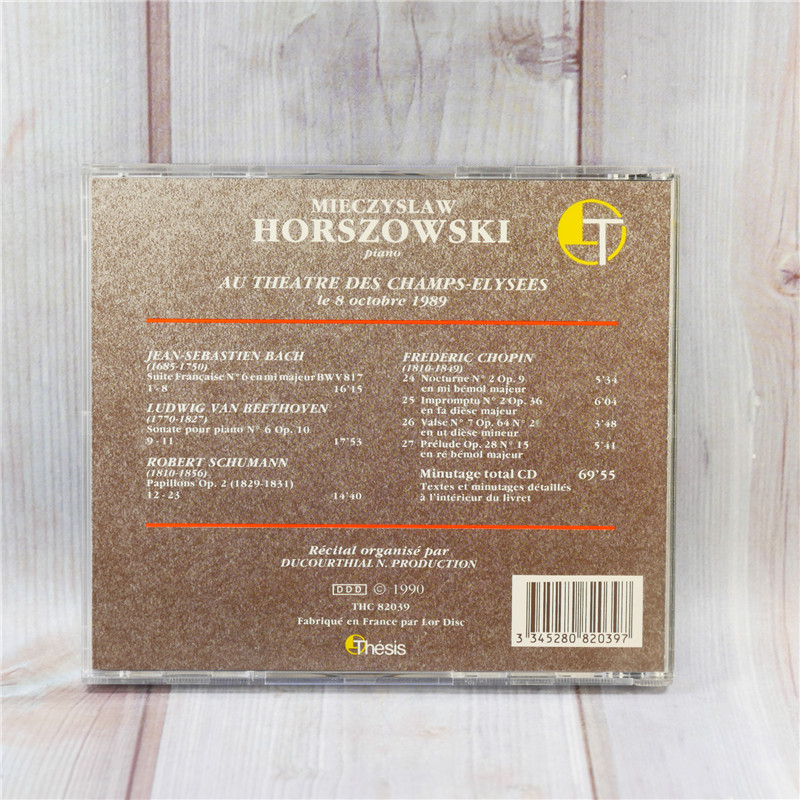 MIECZYSLAW
HORSZOWSKI
piano
LT
AU THEATRE DES CHAMPS-ELYSEES
le 8 octobre 1989
JEAN-SEBASTIEN BACH
(1685-1750)
Suite Française N° 6 en mi majeur BWV 817
1 - 8 16'15
LUDWIG VAN BEETHOVEN
(1770-1827)
Sonate pour piano N° 6 Op. 10
9 - 11 17'53
ROBERT SCHUMANN
(1810-1856)
Papillons Op. 2 (1829-1831)
12 - 23 14'40
FREDERIC CHOPIN
(1810-1849)
24 Nocturne N° 2 Op. 9 5'34
en mi bémol majeur
25 Impromptu N° 2 Op. 36 6'04
en fa dièse majeur
26 Valse N° 7 Op. 64 N° 2 3'48
en ut dièse mineur
27 Prélude Op. 28 N° 15 5'41
en ré bémol majeur
Minutage total CD 69'55
Textes et minutages détaillés
à l'intérieur du livret
Récital organisé par
DUCOURTHIAL N. PRODUCTION
DDD © 1990
THC 82039
Fabriqué en France par Lor Disc
Thésis
3 345280 820397